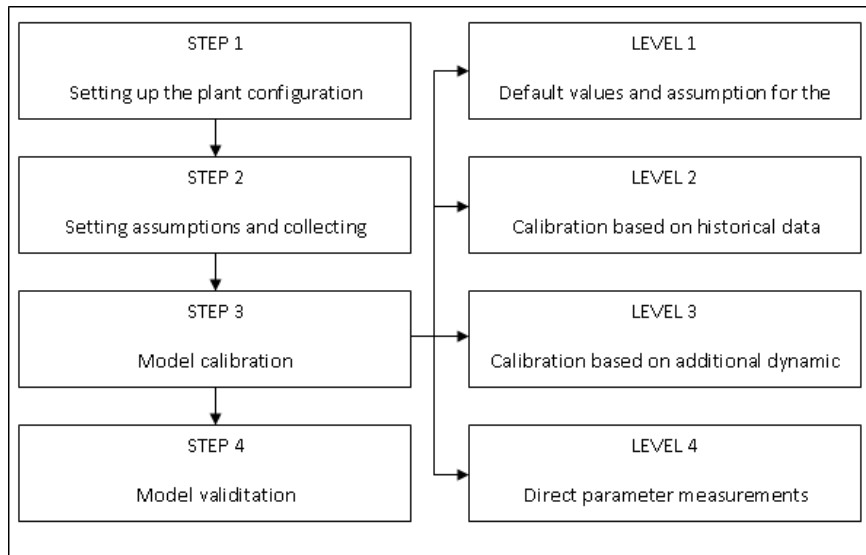 STEP 1
Setting up the plant configuration
STEP 2
Setting assumptions and collecting
STEP 3
Model calibration
STEP 4
Model validitation
LEVEL 1
Default values and assumption for the
LEVEL 2
Calibration based on historical data
LEVEL 3
Calibration based on additional dynamic
LEVEL 4
Direct parameter measurements